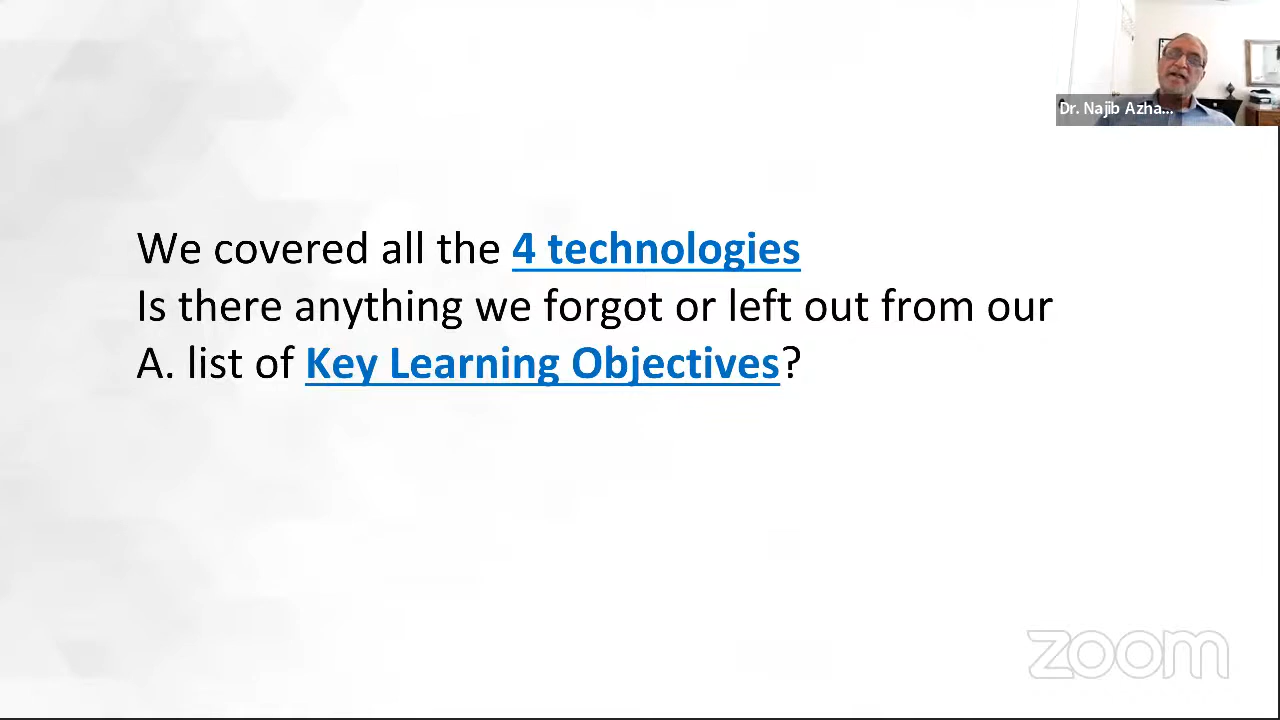 Dr. Najib Azha...
We covered all the 4 technologies
Is there anything we forgot or left out from our
A. list of Key Learning Objectives?
zoom